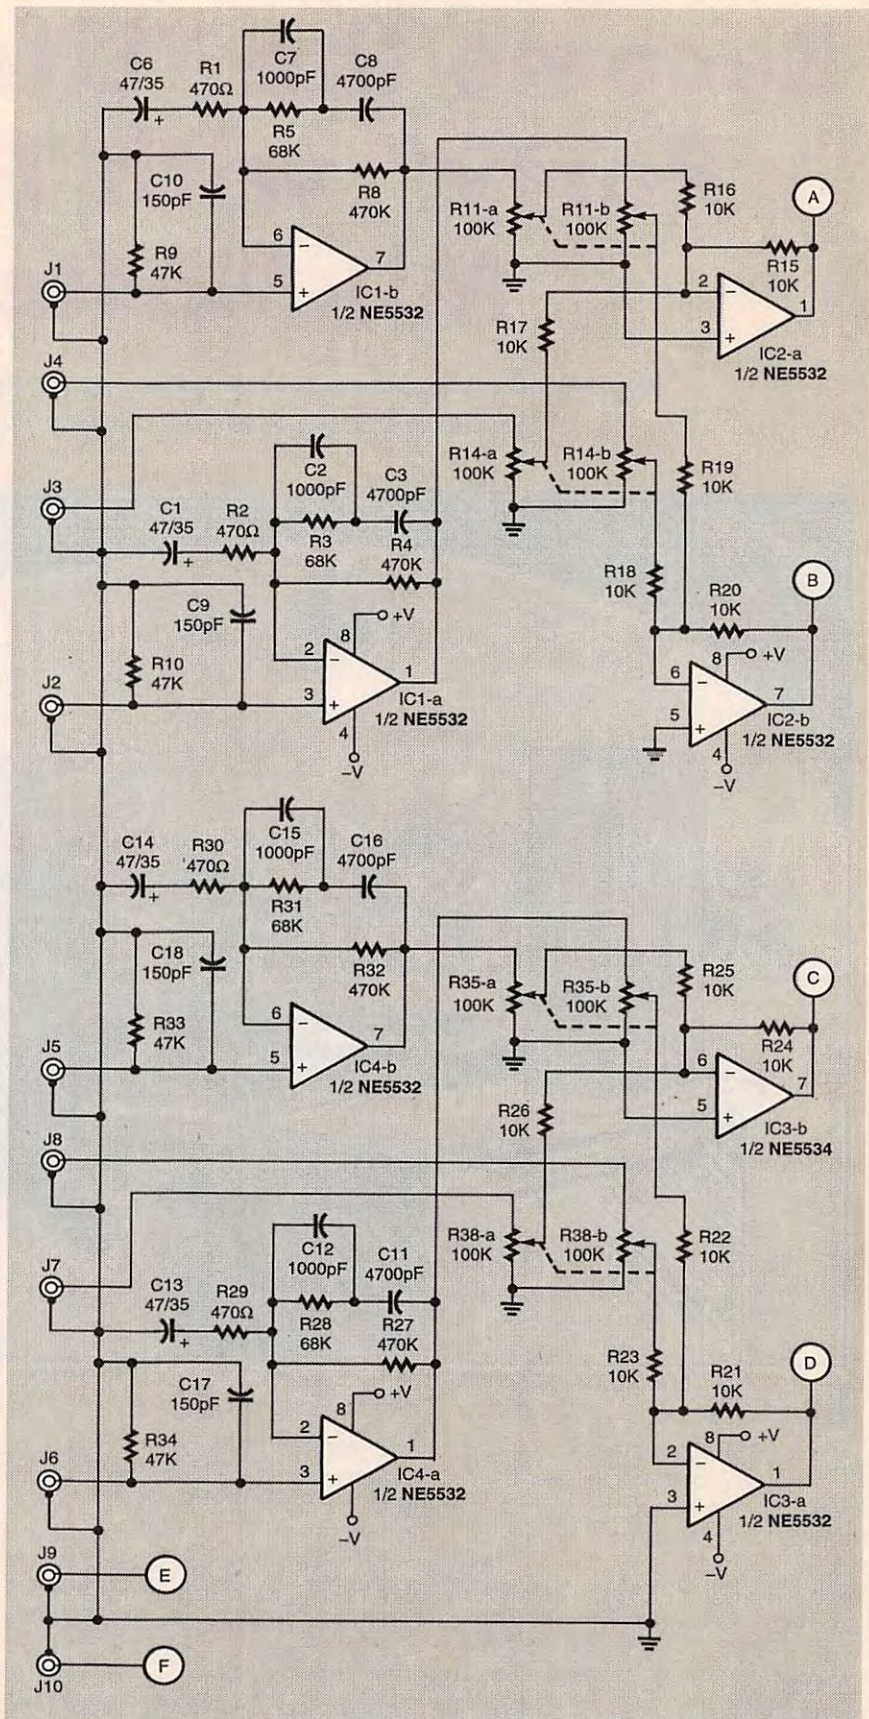 C7
1000pF
C6
47/35
R1
470Ω
C8
4700pF
R5
68K
C10
150pF
R8
470K
R9
47K
J1
6
−
7
5
+
IC1-b
1/2 NE5532
R11-a
100K
R11-b
100K
R16
10K
A
R15
10K
2
−
1
3
+
IC2-a
1/2 NE5532
R17
10K
J4
J3
C2
1000pF
C3
4700pF
C1
47/35
+
R2
470Ω
R3
68K
R4
470K
C9
150pF
R10
47K
J2
8
+V
2
−
1
3
+
IC1-a
1/2 NE5532
4
−V
R14-a
100K
R14-b
100K
R19
10K
R18
10K
B
R20
10K
8
+V
6
−
7
5
+
IC2-b
1/2 NE5532
4
−V
C15
1000pF
C14
47/35
+
R30
470Ω
C16
4700pF
R31
68K
C18
150pF
R32
470K
R33
47K
J5
6
−
7
5
+
IC4-b
1/2 NE5532
R35-a
100K
R35-b
100K
R25
10K
C
R24
10K
6
−
7
5
+
IC3-b
1/2 NE5534
R26
10K
J8
J7
C12
1000pF
C11
4700pF
C13
47/35
+
R29
470Ω
R28
68K
R27
470K
C17
150pF
R34
47K
J6
8
+V
2
−
1
3
+
IC4-a
1/2 NE5532
4
−V
R38-a
100K
R38-b
100K
R22
10K
R23
10K
D
R21
10K
8
+V
2
−
1
3
+
IC3-a
1/2 NE5532
4
−V
J9
E
J10
F